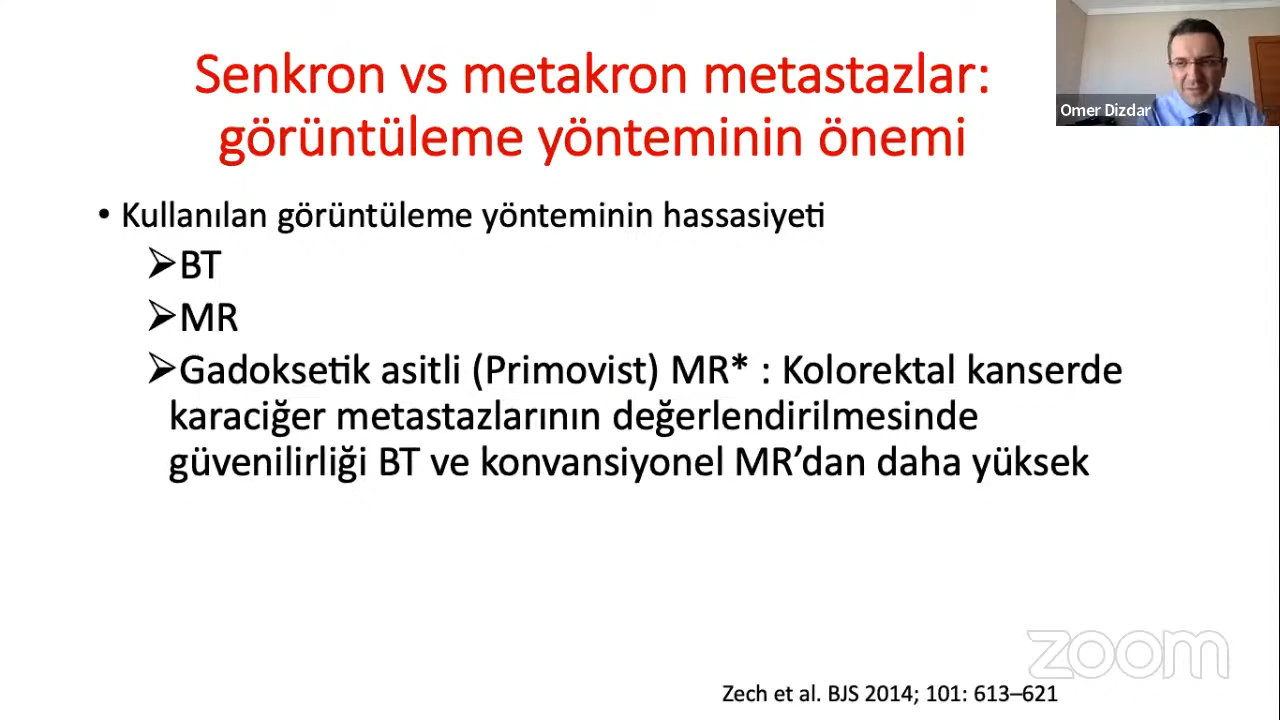 Senkron vs metakron metastazlar:
görüntüleme yönteminin önemi
Omer Dizdar
• Kullanılan görüntüleme yönteminin hassasiyeti
➢BT
➢MR
➢Gadoksetik asitli (Primovist) MR* : Kolorektal kanserde
karaciğer metastazlarının değerlendirilmesinde
güvenilirliği BT ve konvansiyonel MR’dan daha yüksek
zoom
Zech et al. BJS 2014; 101: 613–621